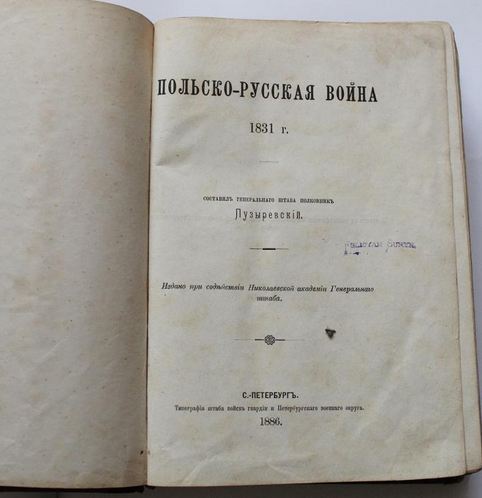 ПОЛЬСКО-РУССКАЯ ВОЙНА
1831 г.
СОСТАВИЛЪ ГЕНЕРАЛЬНАГО ШТАБА ПОЛКОВНИКЪ
Пузыревскій.
Издано при содѣйствіи Николаевской академіи Генеральнаго
штаба.
С.-ПЕТЕРБУРГЪ.
Типографія штаба войскъ гвардіи и Петербургскаго военнаго округа.
1886.